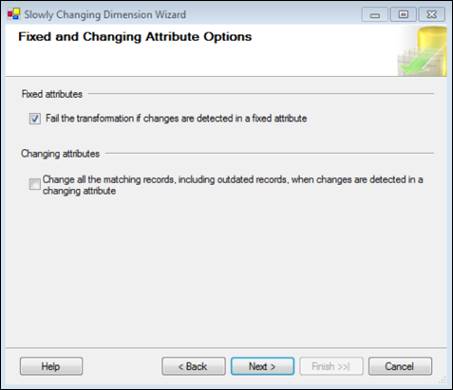 Slowly Changing Dimension Wizard
Fixed and Changing Attribute Options
Fixed attributes
Fail the transformation if changes are detected in a fixed attribute
Changing attributes
Change all the matching records, including outdated records, when changes are detected in a
changing attribute
Help
< Back
Next >
Finish >>|
Cancel